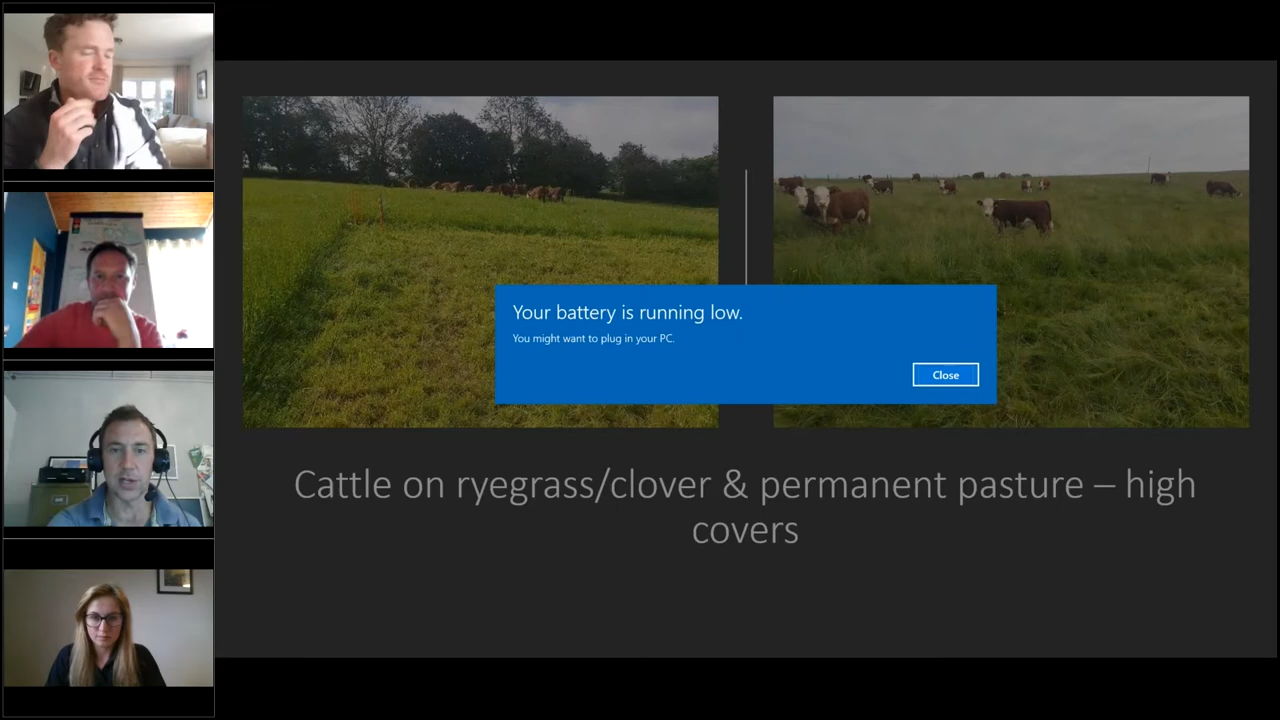 Your battery is running low.
You might want to plug in your PC.
Close
Cattle on ryegrass/clover & permanent pasture – high
covers